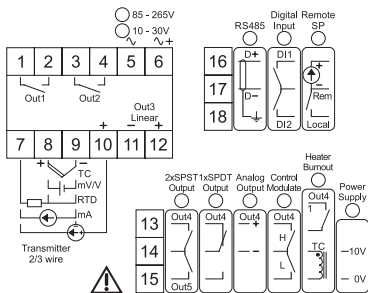 85 - 265V
10 - 30V
∿ ∿ +
1 2 3 4 5 6
Out1 Out2
Out3
Linear
+ − +
7 8 9 10 11 12
+ −
TC
mV/V
RTD
mA
Transmitter
2/3 wire
RS485 Digital Input Remote SP
16 17 18
D+
D−
DI1
DI2
+
−
Rem
Local
2xSPST Output 1xSPDT Output Analog Output Control Modulate Heater Burnout Power Supply
13 14 15
Out4
Out5
Out4
Out4
+
− −
Out4
H
L
Out4
1
TC
10V
0V